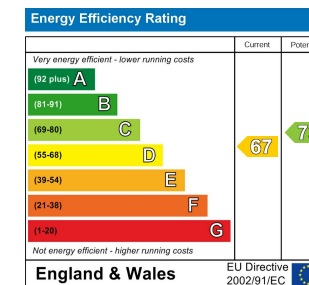 Energy Efficiency Rating
Current
Very energy efficient - lower running costs
(92 plus) A
(81-91) B
(69-80) C
(55-68) D
(39-54) E
(21-38) F
(1-20) G
67
Not energy efficient - higher running costs
England & Wales
EU Directive
2002/91/EC